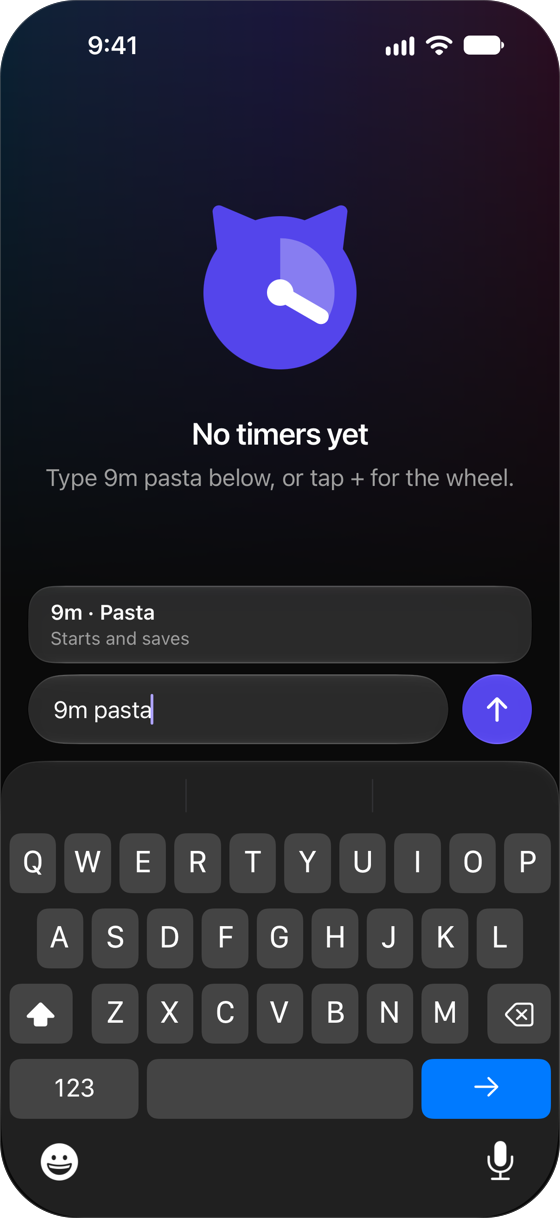 9:41
No timers yet
Type 9m pasta below, or tap + for the wheel.
9m · Pasta
Starts and saves
9m pasta
Q W E R T Y U I O P
A S D F G H J K L
Z X C V B N M
123